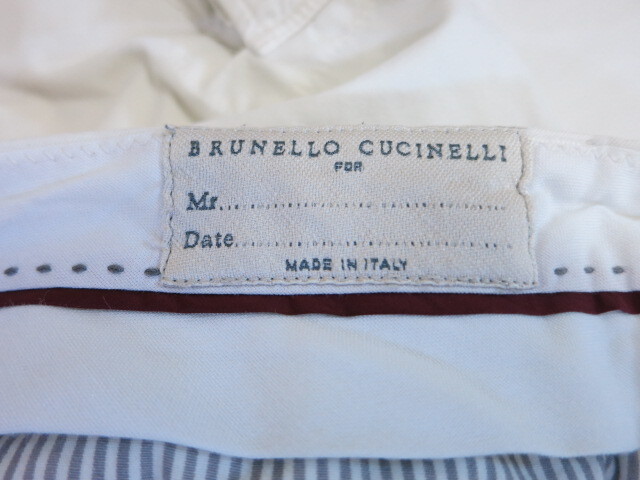 BRUNELLO CUCINELLI
FOR
Mr...............................................
Date...............................................
MADE IN ITALY